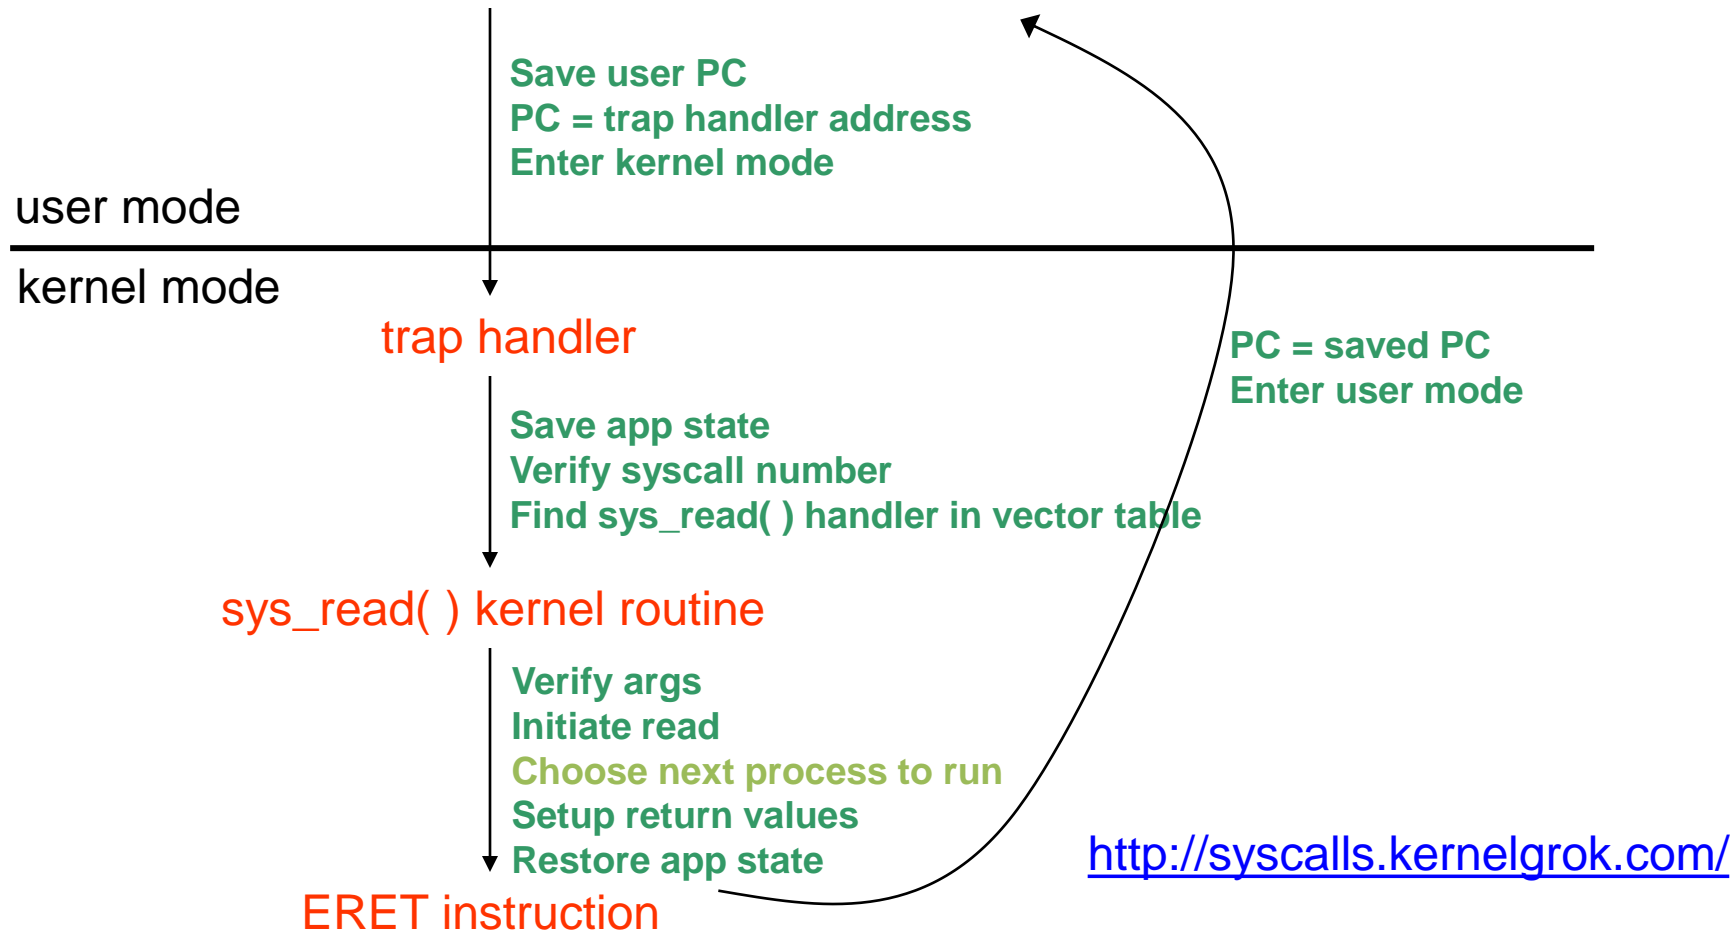 Save user PC
PC = trap handler address
Enter kernel mode
user mode
kernel mode
trap handler
PC = saved PC
Enter user mode
Save app state
Verify syscall number
Find sys_read( ) handler in vector table
sys_read( ) kernel routine
Verify args
Initiate read
Choose next process to run
Setup return values
Restore app state
http://syscalls.kernelgrok.com/
ERET instruction